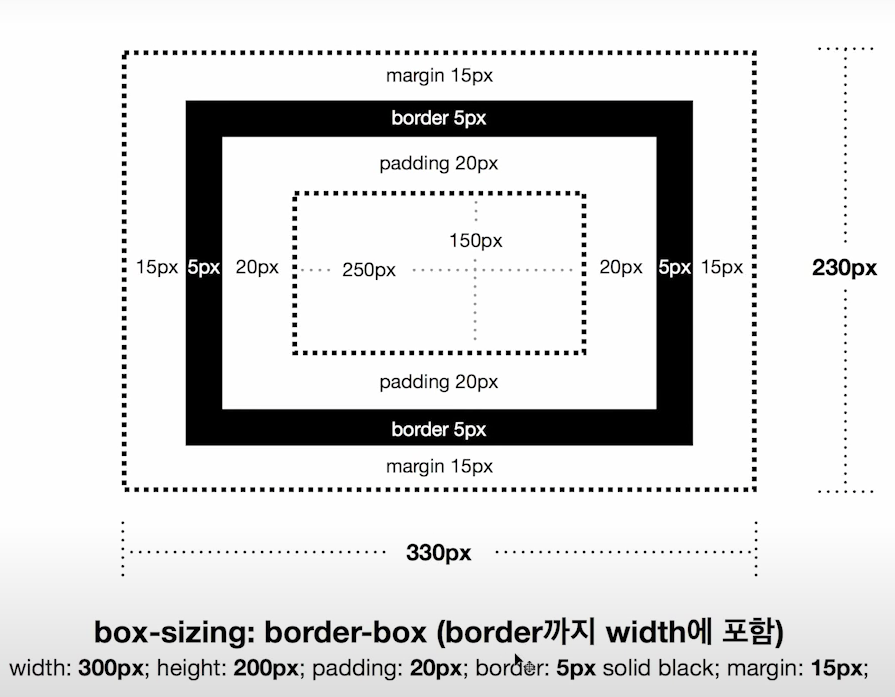 margin 15px
border 5px
padding 20px
150px
15px 5px 20px 250px 20px 5px 15px 230px
padding 20px
border 5px
margin 15px
330px
box-sizing: border-box (border까지 width에 포함)
width: 300px; height: 200px; padding: 20px; border: 5px solid black; margin: 15px;